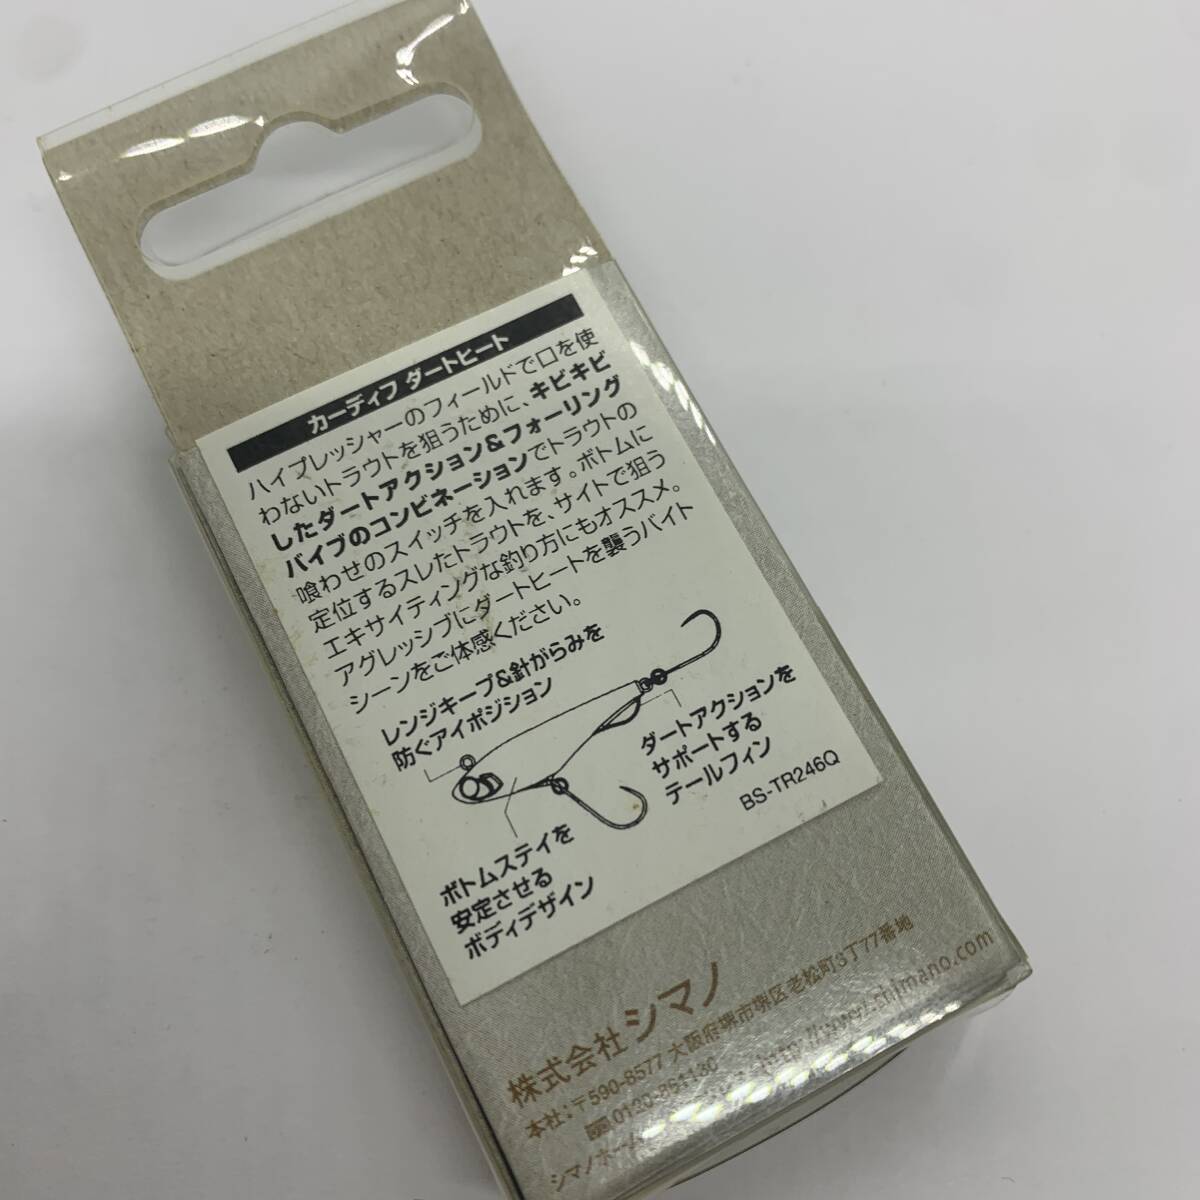 カーディフ ダートヒート
ハイプレッシャーのフィールドで口を使
わないトラウトを狙うために、キビキビ
したダートアクション&フォーリング
バイブのコンビネーションでトラウトの
喰わせのスイッチを入れます。ボトムに
定位するスレたトラウトを、サイトで狙う
エキサイティングな釣り方にもオススメ。
アグレッシブにダートヒートを襲うバイト
シーンをご体感ください。
レンジキープ&針がらみを
防ぐアイポジション
ダートアクションを
サポートする
テールフィン
BS-TR246Q
ボトムステイを
安定させる
ボディデザイン
株式会社シマノ
本社:〒590-8577 大阪府堺市堺区老松町3丁77番地
0120-861130
シマノホーム
http://www.shimano.com